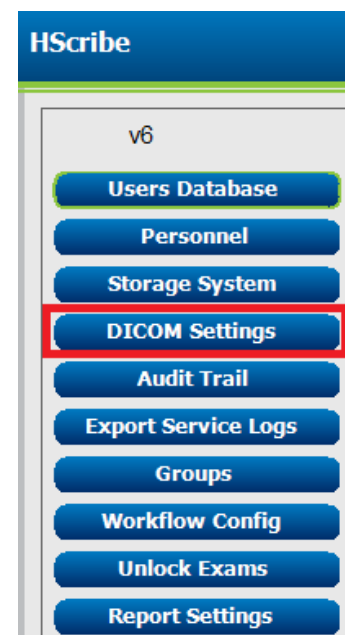 HScribe
v6
Users Database
Personnel
Storage System
DICOM Settings
Audit Trail
Export Service Logs
Groups
Workflow Config
Unlock Exams
Report Settings